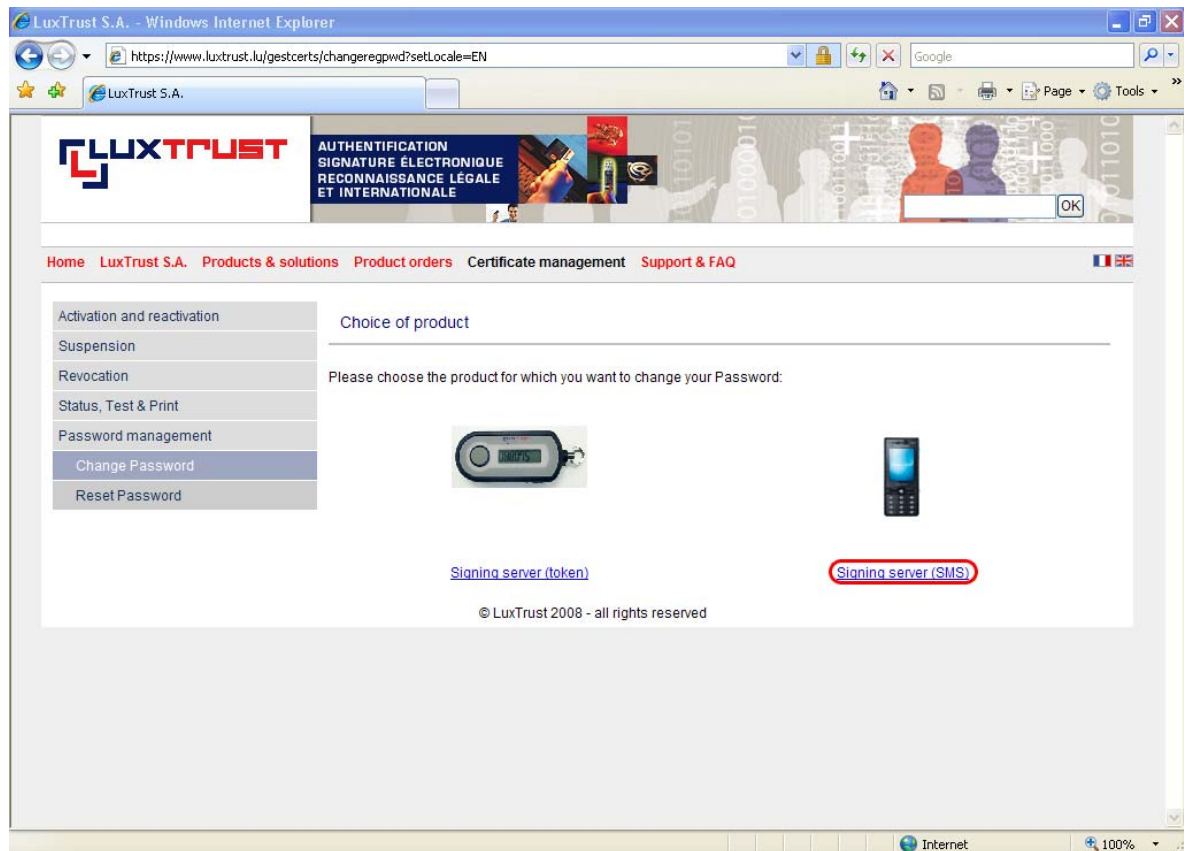 LuxTrust S.A. - Windows Internet Explorer
https://www.luxtrust.lu/gestcerts/changeregpwd?setLocale=EN
Google
LuxTrust S.A.
Page
Tools
LUXTRUST
AUTHENTIFICATION
SIGNATURE ÉLECTRONIQUE
RECONNAISSANCE LÉGALE
ET INTERNATIONALE
OK
Home LuxTrust S.A. Products & solutions Product orders Certificate management Support & FAQ
Activation and reactivation
Suspension
Revocation
Status, Test & Print
Password management
Change Password
Reset Password
Choice of product
Please choose the product for which you want to change your Password:
Signing server (token)
Signing server (SMS)
© LuxTrust 2008 - all rights reserved
Internet
100%